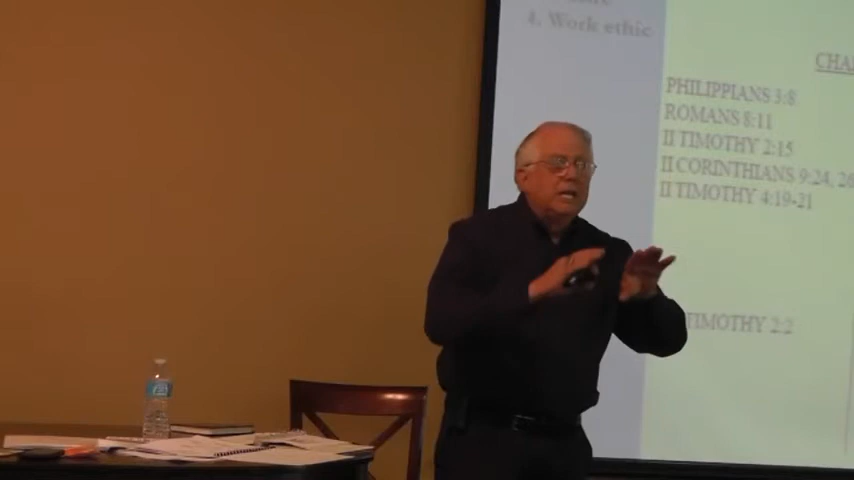 4. Work ethic
CHA
PHILIPPIANS 3:8
ROMANS 8:11
II TIMOTHY 2:15
II CORINTHIANS 9:24, 26
II TIMOTHY 4:19-21
TIMOTHY 2:2